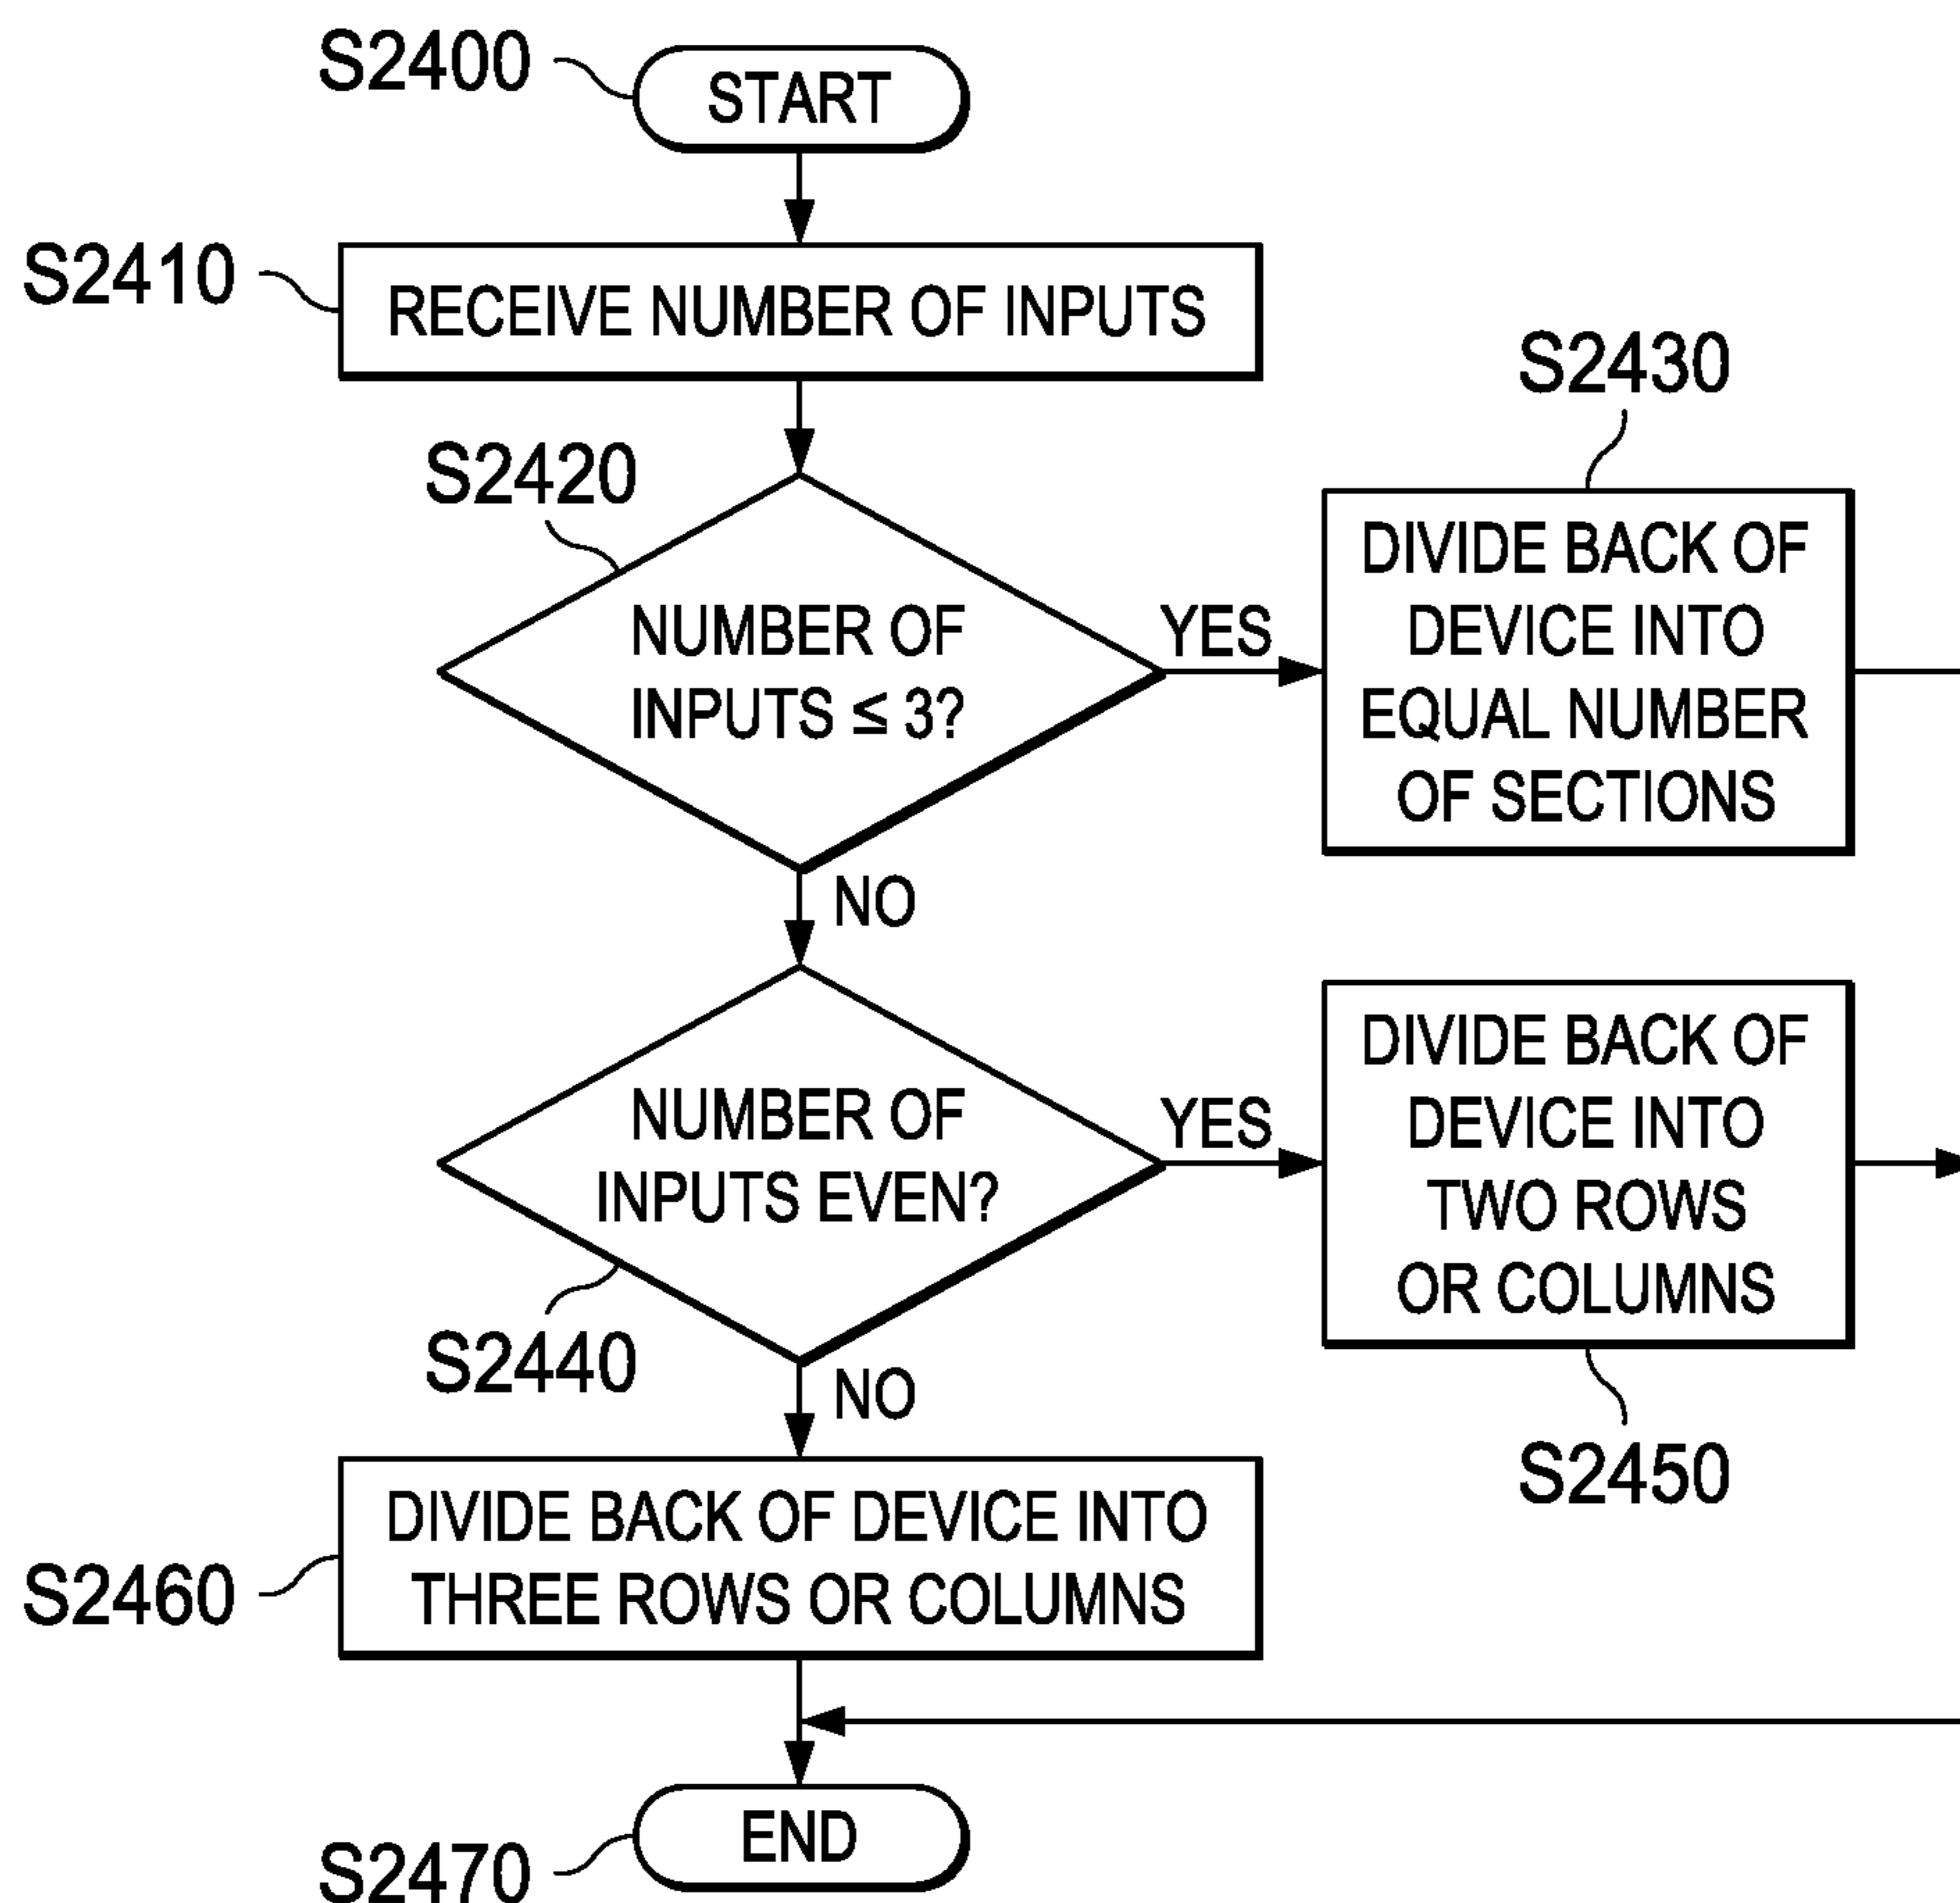 S2400
START
S2410
RECEIVE NUMBER OF INPUTS
S2420
NUMBER OF
INPUTS ≤ 3?
YES
S2430
DIVIDE BACK OF
DEVICE INTO
EQUAL NUMBER
OF SECTIONS
NO
NUMBER OF
INPUTS EVEN?
S2440
YES
DIVIDE BACK OF
DEVICE INTO
TWO ROWS
OR COLUMNS
S2450
NO
DIVIDE BACK OF DEVICE INTO
THREE ROWS OR COLUMNS
S2460
END
S2470